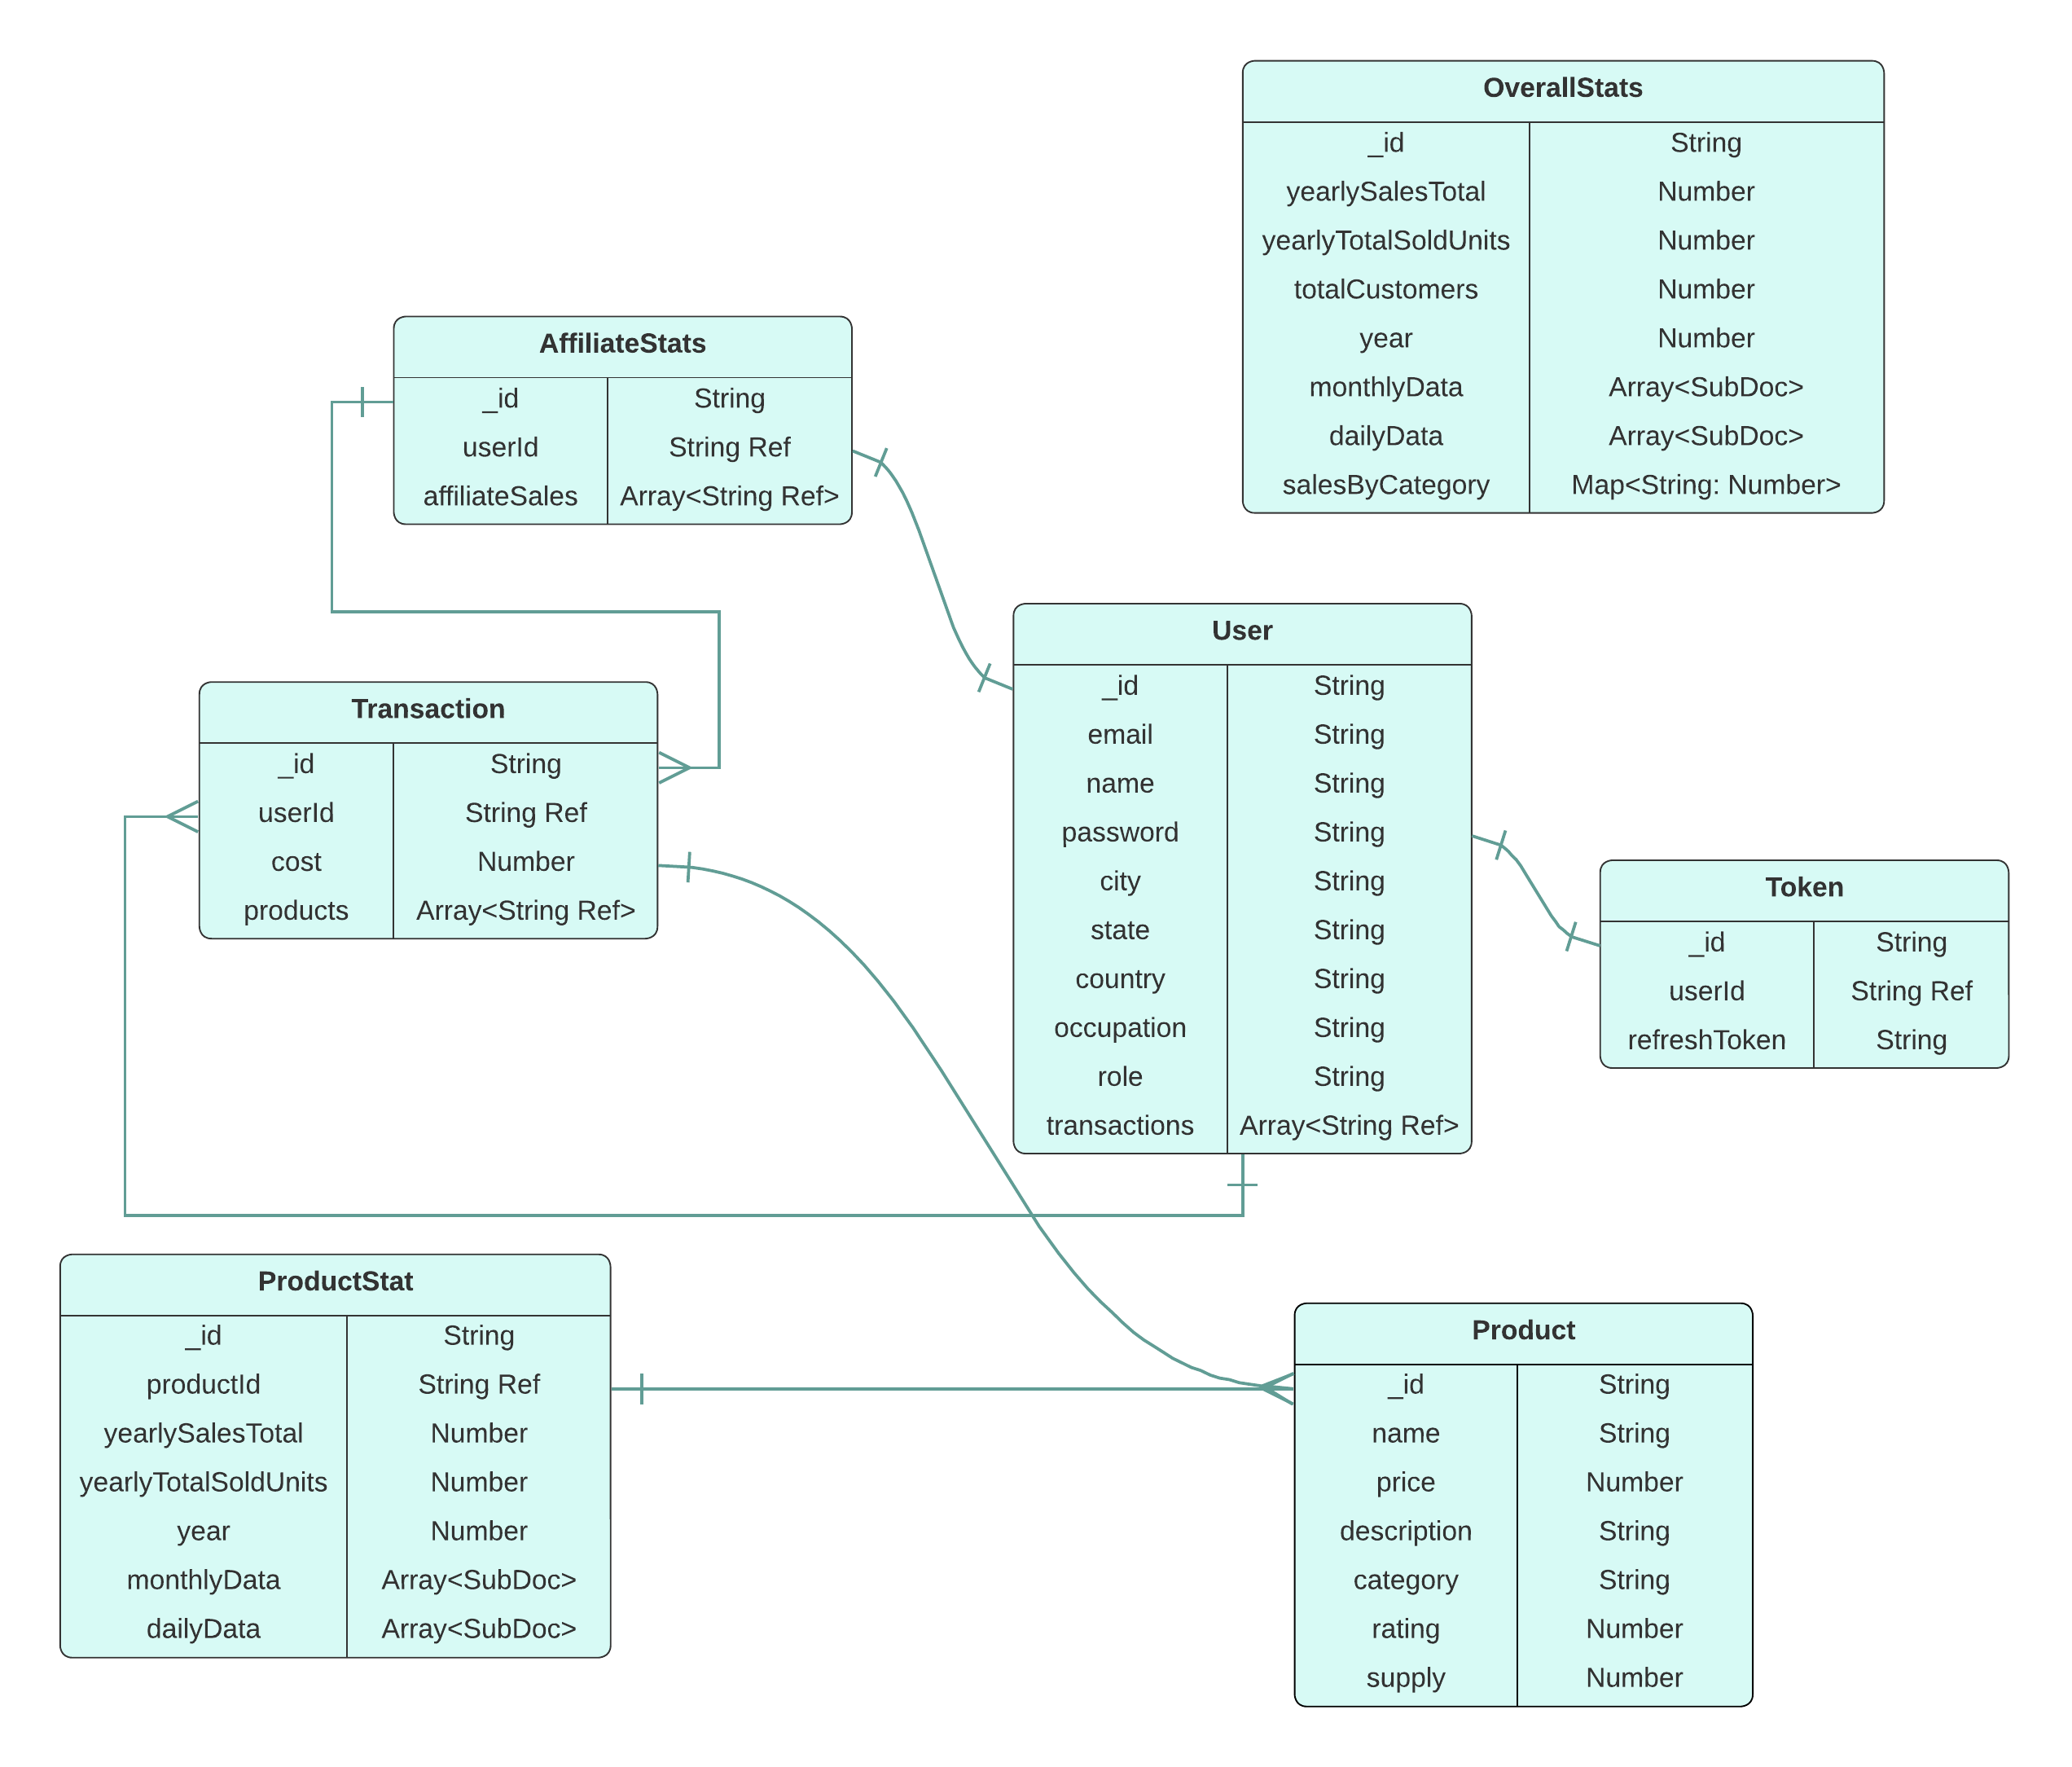 OverallStats
_id String
yearlySalesTotal Number
yearlyTotalSoldUnits Number
totalCustomers Number
year Number
monthlyData Array<SubDoc>
dailyData Array<SubDoc>
salesByCategory Map<String: Number>
AffiliateStats
_id String
userId String Ref
affiliateSales Array<String Ref>
User
_id String
email String
name String
password String
city String
state String
country String
occupation String
role String
transactions Array<String Ref>
Transaction
_id String
userId String Ref
cost Number
products Array<String Ref>
Token
_id String
userId String Ref
refreshToken String
ProductStat
_id String
productId String Ref
yearlySalesTotal Number
yearlyTotalSoldUnits Number
year Number
monthlyData Array<SubDoc>
dailyData Array<SubDoc>
Product
_id String
name String
price Number
description String
category String
rating Number
supply Number